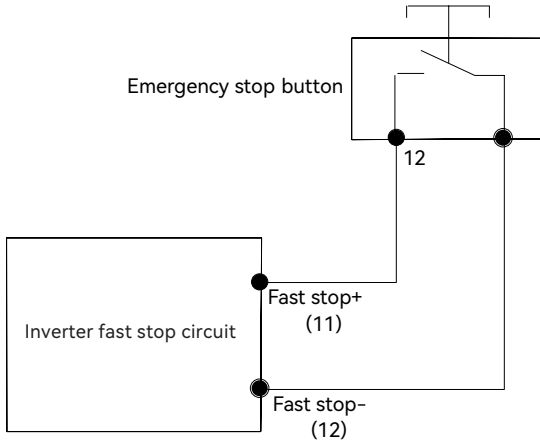 Emergency stop button
12
Fast stop+
(11)
Inverter fast stop circuit
Fast stop-
(12)